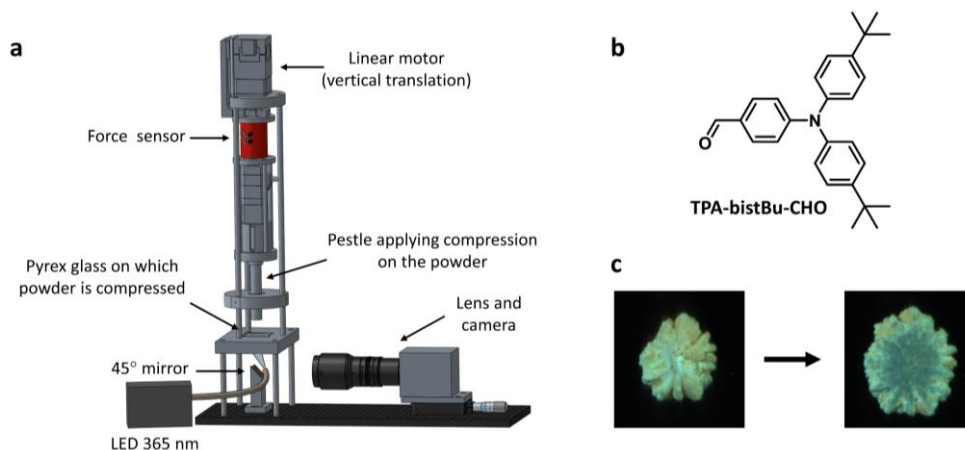 a
Linear motor
(vertical translation)
Force sensor
Pestle applying compression
on the powder
Pyrex glass on which
powder is compressed
Lens and
camera
45° mirror
LED 365 nm
b
N
O
TPA-bistBu-CHO
c